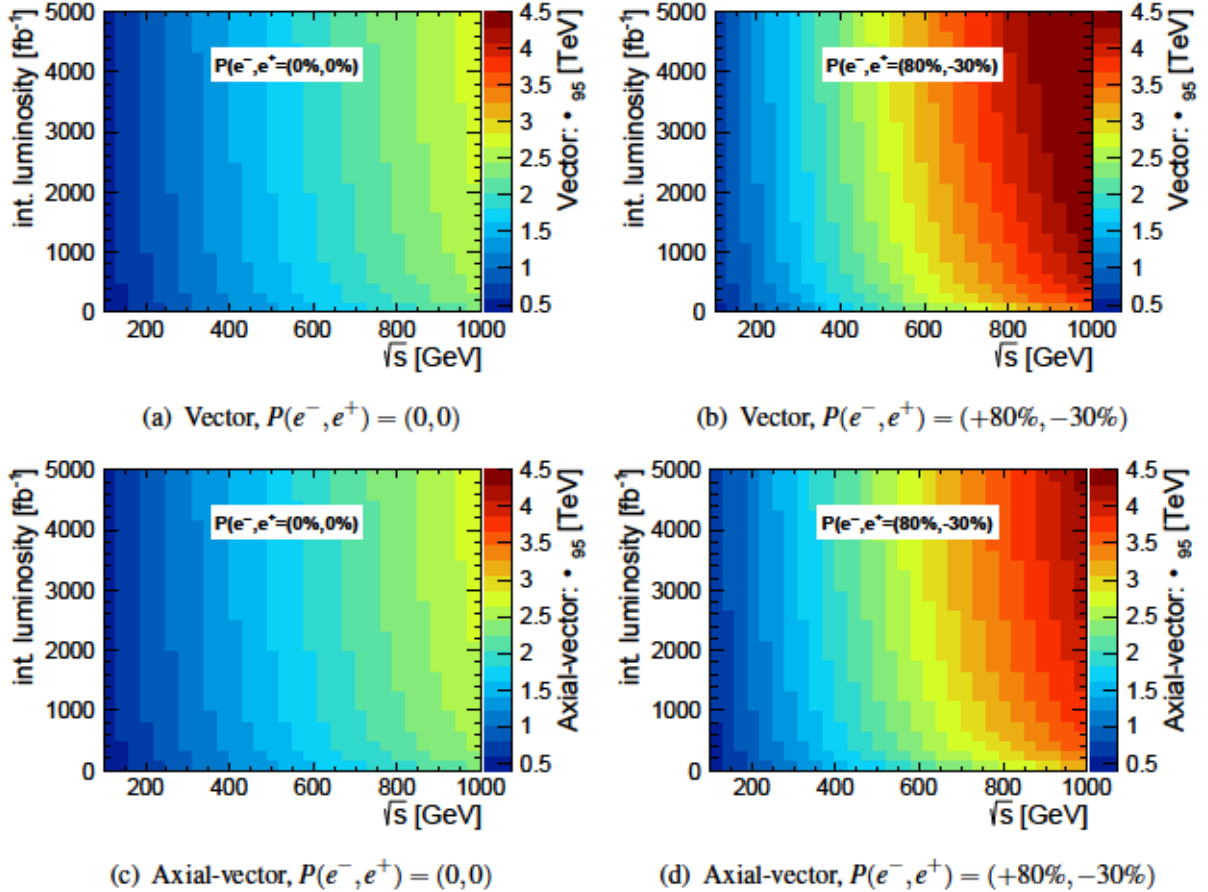 5000
4000
3000
2000
1000
0
int. luminosity [fb⁻¹]
P(e⁻,e⁺=(0%,0%)
200 400 600 800 1000
√s [GeV]
4.5
4
3.5
3
2.5
2
1.5
1
0.5
Vector: • 95 [TeV]
(a) Vector, P(e⁻,e⁺) = (0,0)
5000
4000
3000
2000
1000
0
int. luminosity [fb⁻¹]
P(e⁻,e⁺=(80%,-30%)
200 400 600 800 1000
√s [GeV]
4.5
4
3.5
3
2.5
2
1.5
1
0.5
Vector: • 95 [TeV]
(b) Vector, P(e⁻,e⁺) = (+80%,−30%)
5000
4000
3000
2000
1000
0
int. luminosity [fb⁻¹]
P(e⁻,e⁺=(0%,0%)
200 400 600 800 1000
√s [GeV]
4.5
4
3.5
3
2.5
2
1.5
1
0.5
Axial-vector: • 95 [TeV]
(c) Axial-vector, P(e⁻,e⁺) = (0,0)
5000
4000
3000
2000
1000
0
int. luminosity [fb⁻¹]
P(e⁻,e⁺=(80%,-30%)
200 400 600 800 1000
√s [GeV]
4.5
4
3.5
3
2.5
2
1.5
1
0.5
Axial-vector: • 95 [TeV]
(d) Axial-vector, P(e⁻,e⁺) = (+80%,−30%)